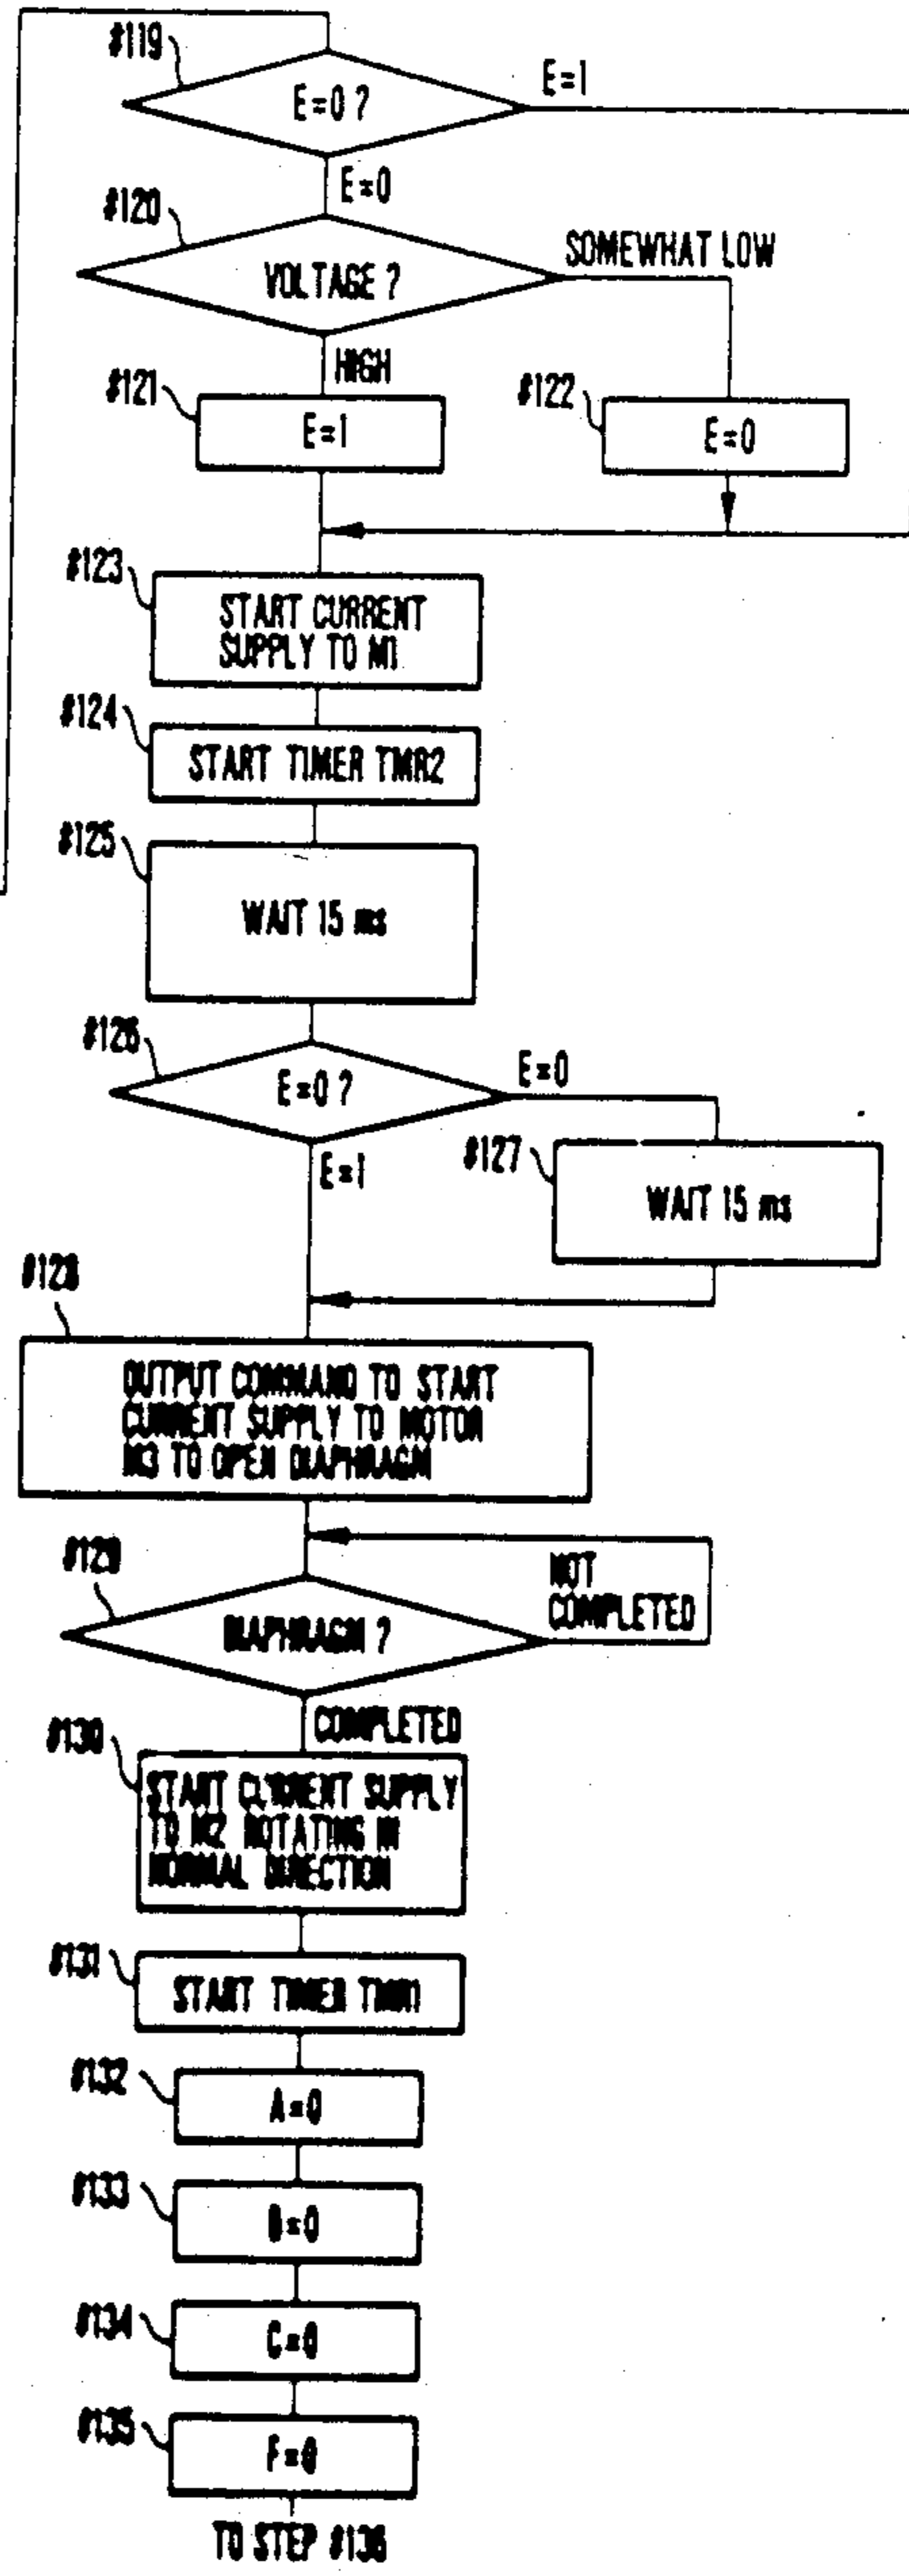 #119
E=0 ?
E=1
E=0
#120
VOLTAGE ?
SOMEWHAT LOW
HIGH
#121
E=1
#122
E=0
#123
START CURRENT
SUPPLY TO M1
#124
START TIMER TMR2
#125
WAIT 15 ms
#126
E=0 ?
E=0
E=1
#127
WAIT 15 ms
#128
OUTPUT COMMAND TO START
CURRENT SUPPLY TO MOTOR
M3 TO OPEN DIAPHRAGM
#129
DIAPHRAGM ?
NOT
COMPLETED
COMPLETED
#130
START CURRENT SUPPLY
TO M2 ROTATING IN
NORMAL DIRECTION
#131
START TIMER TMR1
#132
A=0
#133
B=0
#134
C=0
#135
F=0
TO STEP #136